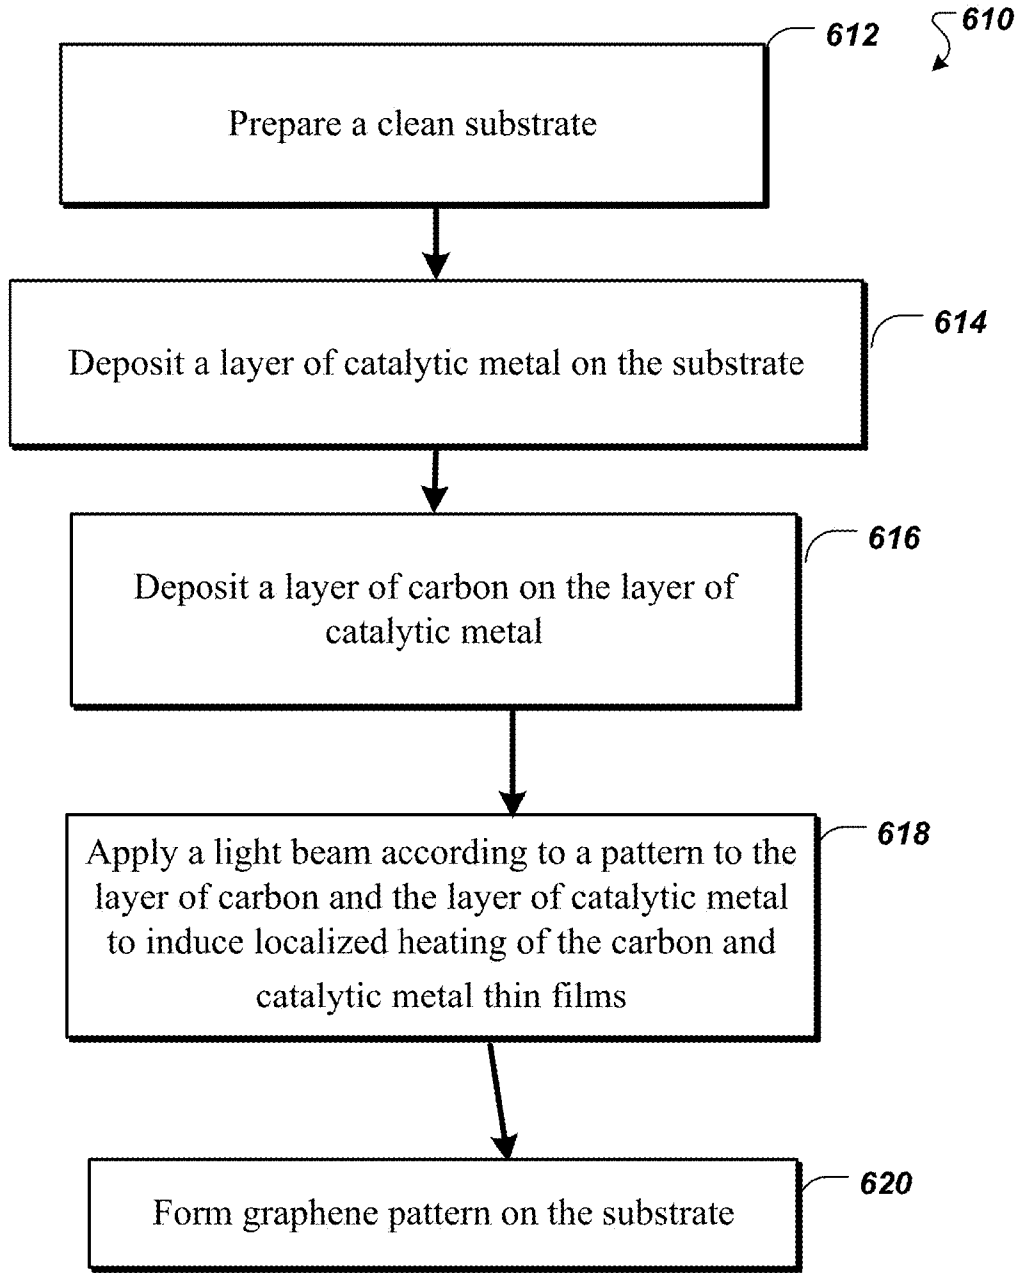 610
612
Prepare a clean substrate
614
Deposit a layer of catalytic metal on the substrate
616
Deposit a layer of carbon on the layer of
catalytic metal
618
Apply a light beam according to a pattern to the
layer of carbon and the layer of catalytic metal
to induce localized heating of the carbon and
catalytic metal thin films
620
Form graphene pattern on the substrate